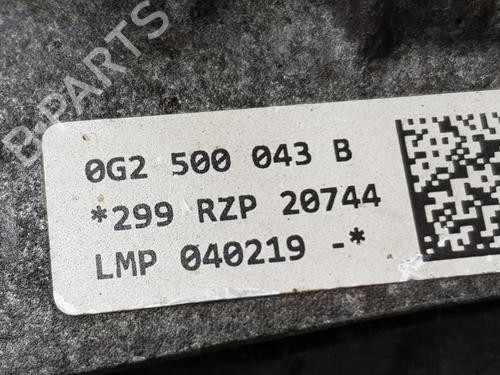 B-PARTS
0G2 500 043 B
*299 RZP 20744
LMP 040219 -*